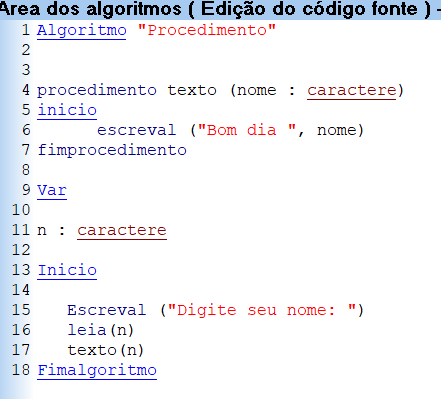 Area dos algoritmos ( Edição do código fonte ) -
1 Algoritmo "Procedimento"
2
3
4 procedimento texto (nome : caractere)
5 inicio
6 escreval ("Bom dia ", nome)
7 fimprocedimento
8
9 Var
10
11 n : caractere
12
13 Inicio
14
15 Escreval ("Digite seu nome: ")
16 leia(n)
17 texto(n)
18 Fimalgoritmo